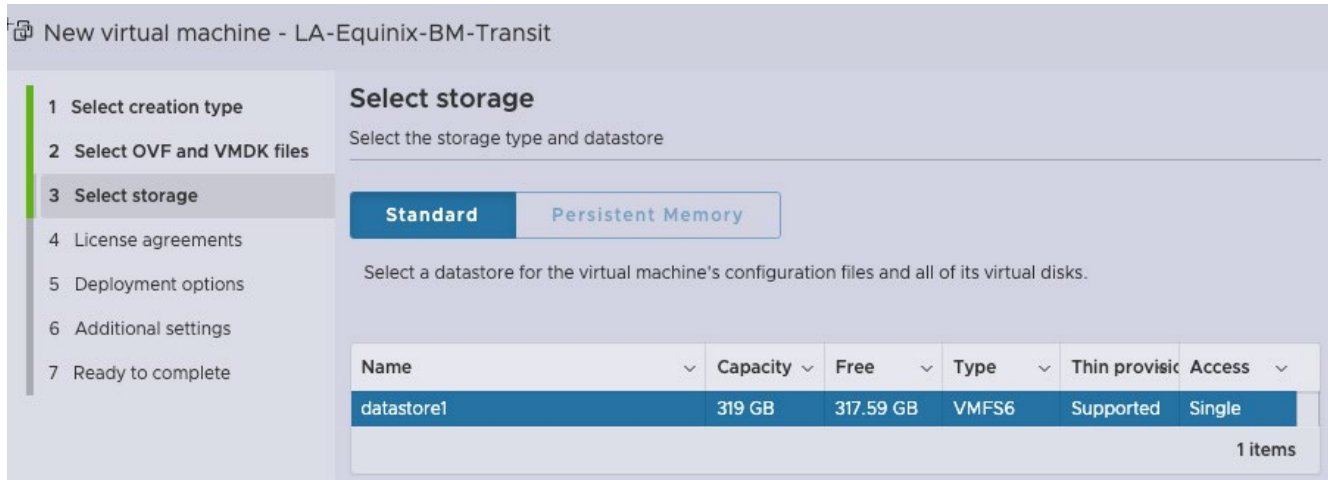 New virtual machine - LA-Equinix-BM-Transit
1 Select creation type
2 Select OVF and VMDK files
3 Select storage
4 License agreements
5 Deployment options
6 Additional settings
7 Ready to complete
Select storage
Select the storage type and datastore
Standard Persistent Memory
Select a datastore for the virtual machine's configuration files and all of its virtual disks.
Name Capacity Free Type Thin provisic Access
datastore1 319 GB 317.59 GB VMFS6 Supported Single
1 items